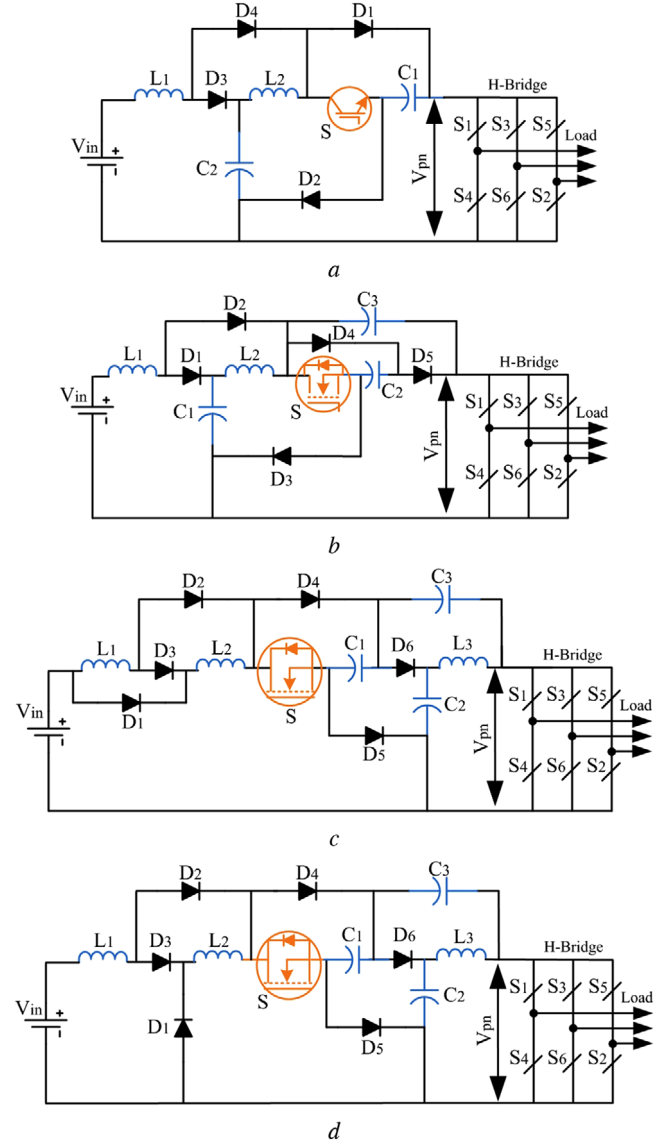 D4 D1
L1 D3 L2 C1 H-Bridge
S S1 S3 S5
Vin + - Load
C2 Vpn
D2 S4 S6 S2
a
D2 C3
D4
L1 D1 L2 D5 H-Bridge
Vin + - S C2 S1 S3 S5
C1 Load
Vpn
D3 S4 S6 S2
b
D2 D4 C3
L1 D3 L2 C1 D6 L3 H-Bridge
S1 S3 S5
Vin + - D1 S C2 Load
D5 Vpn S4 S6 S2
c
D2 D4 C3
L1 D3 L2 C1 D6 L3 H-Bridge
S C2 S1 S3 S5
Vin + - Load
D1 D5 Vpn
S4 S6 S2
d